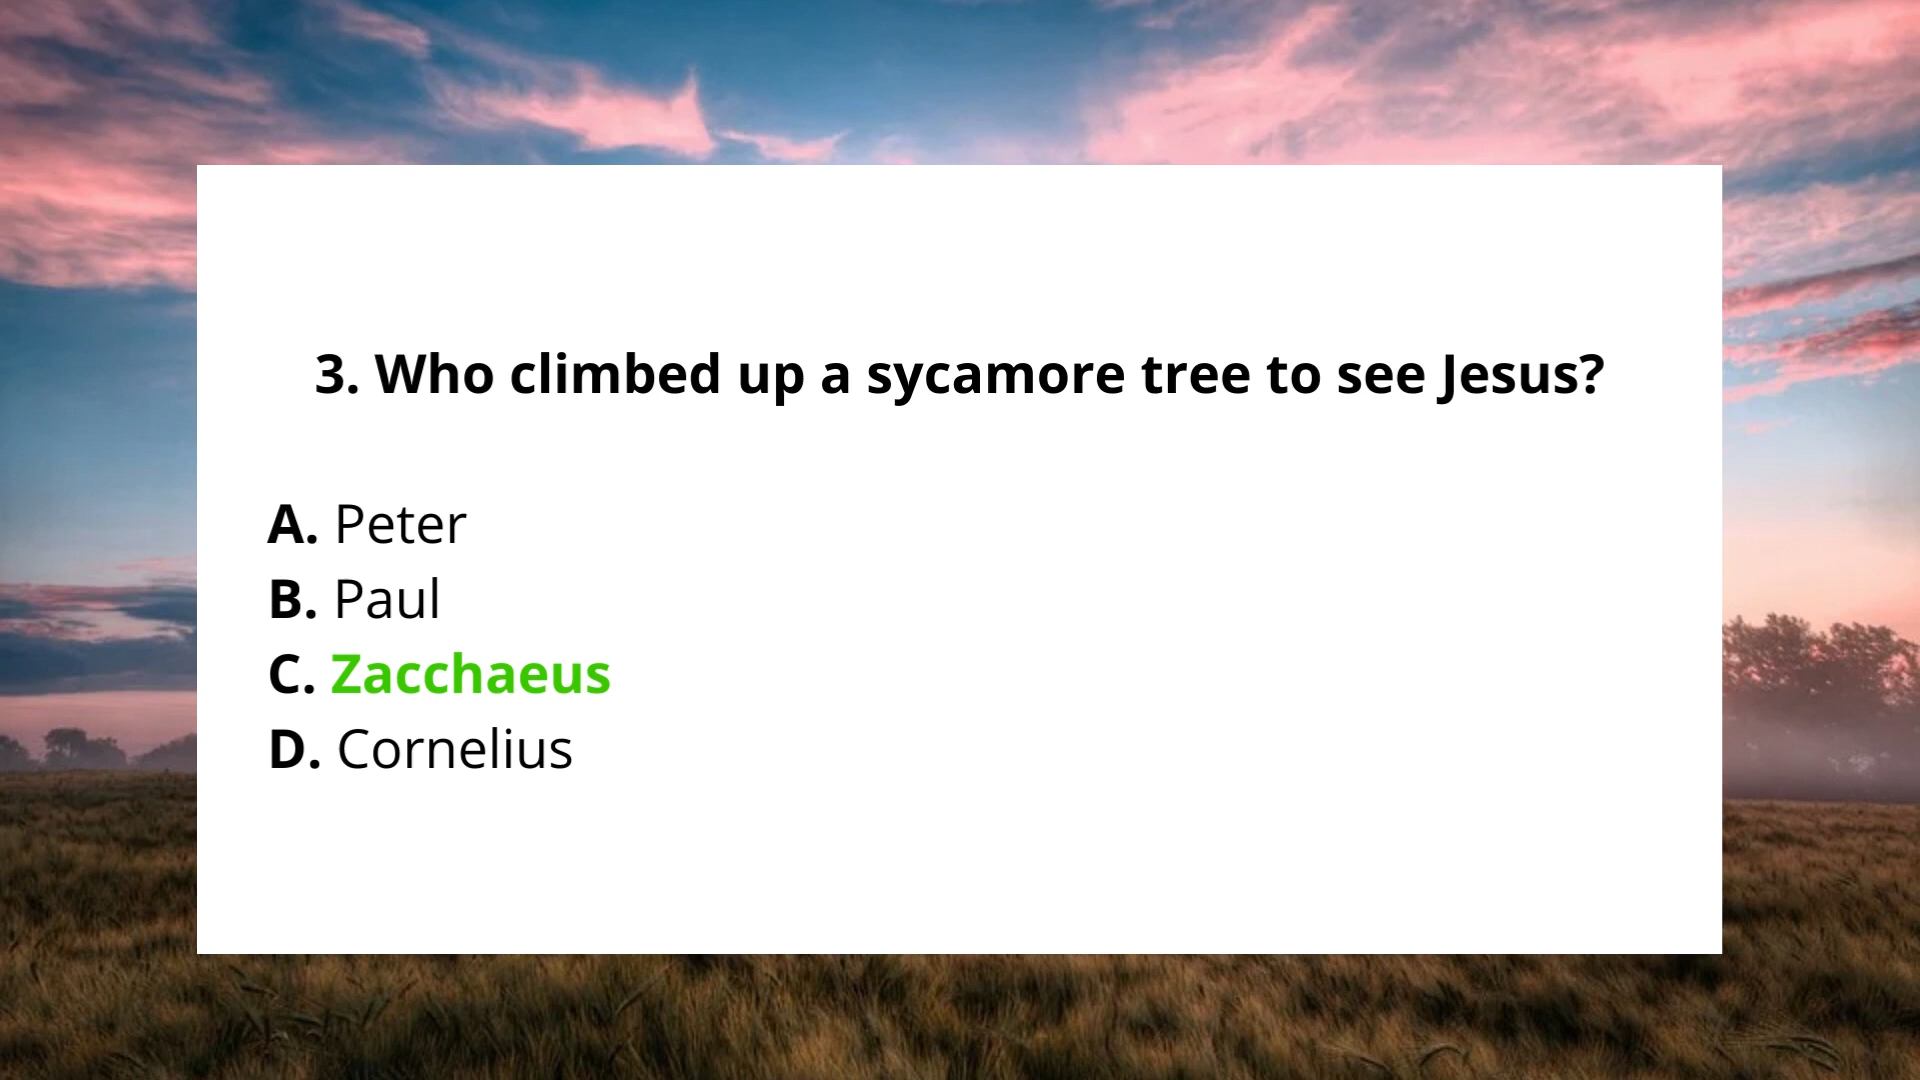 3. Who climbed up a sycamore tree to see Jesus?
A. Peter
B. Paul
C. Zacchaeus
D. Cornelius